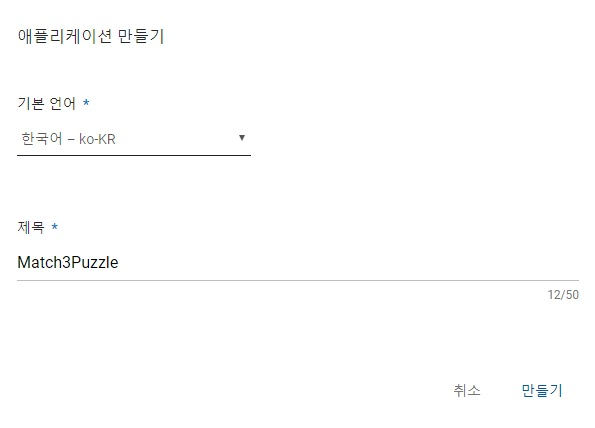 애플리케이션 만들기
기본 언어 *
한국어 – ko-KR
제목 *
Match3Puzzle
12/50
취소 만들기